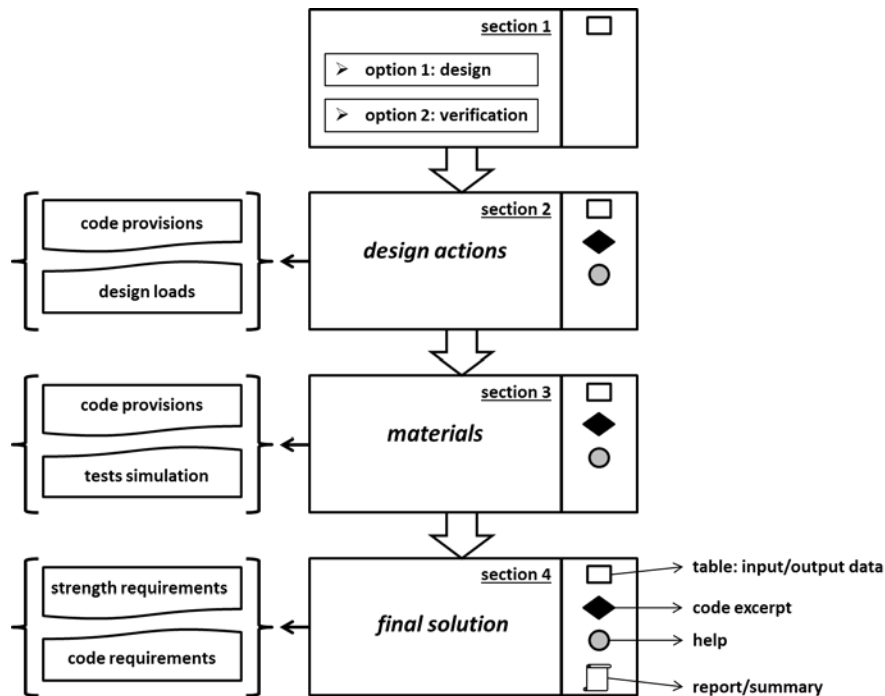 section 1
➢ option 1: design
➢ option 2: verification
section 2
code provisions
design actions
design loads
section 3
code provisions
materials
tests simulation
section 4
table: input/output data
strength requirements
code excerpt
final solution
help
code requirements
report/summary